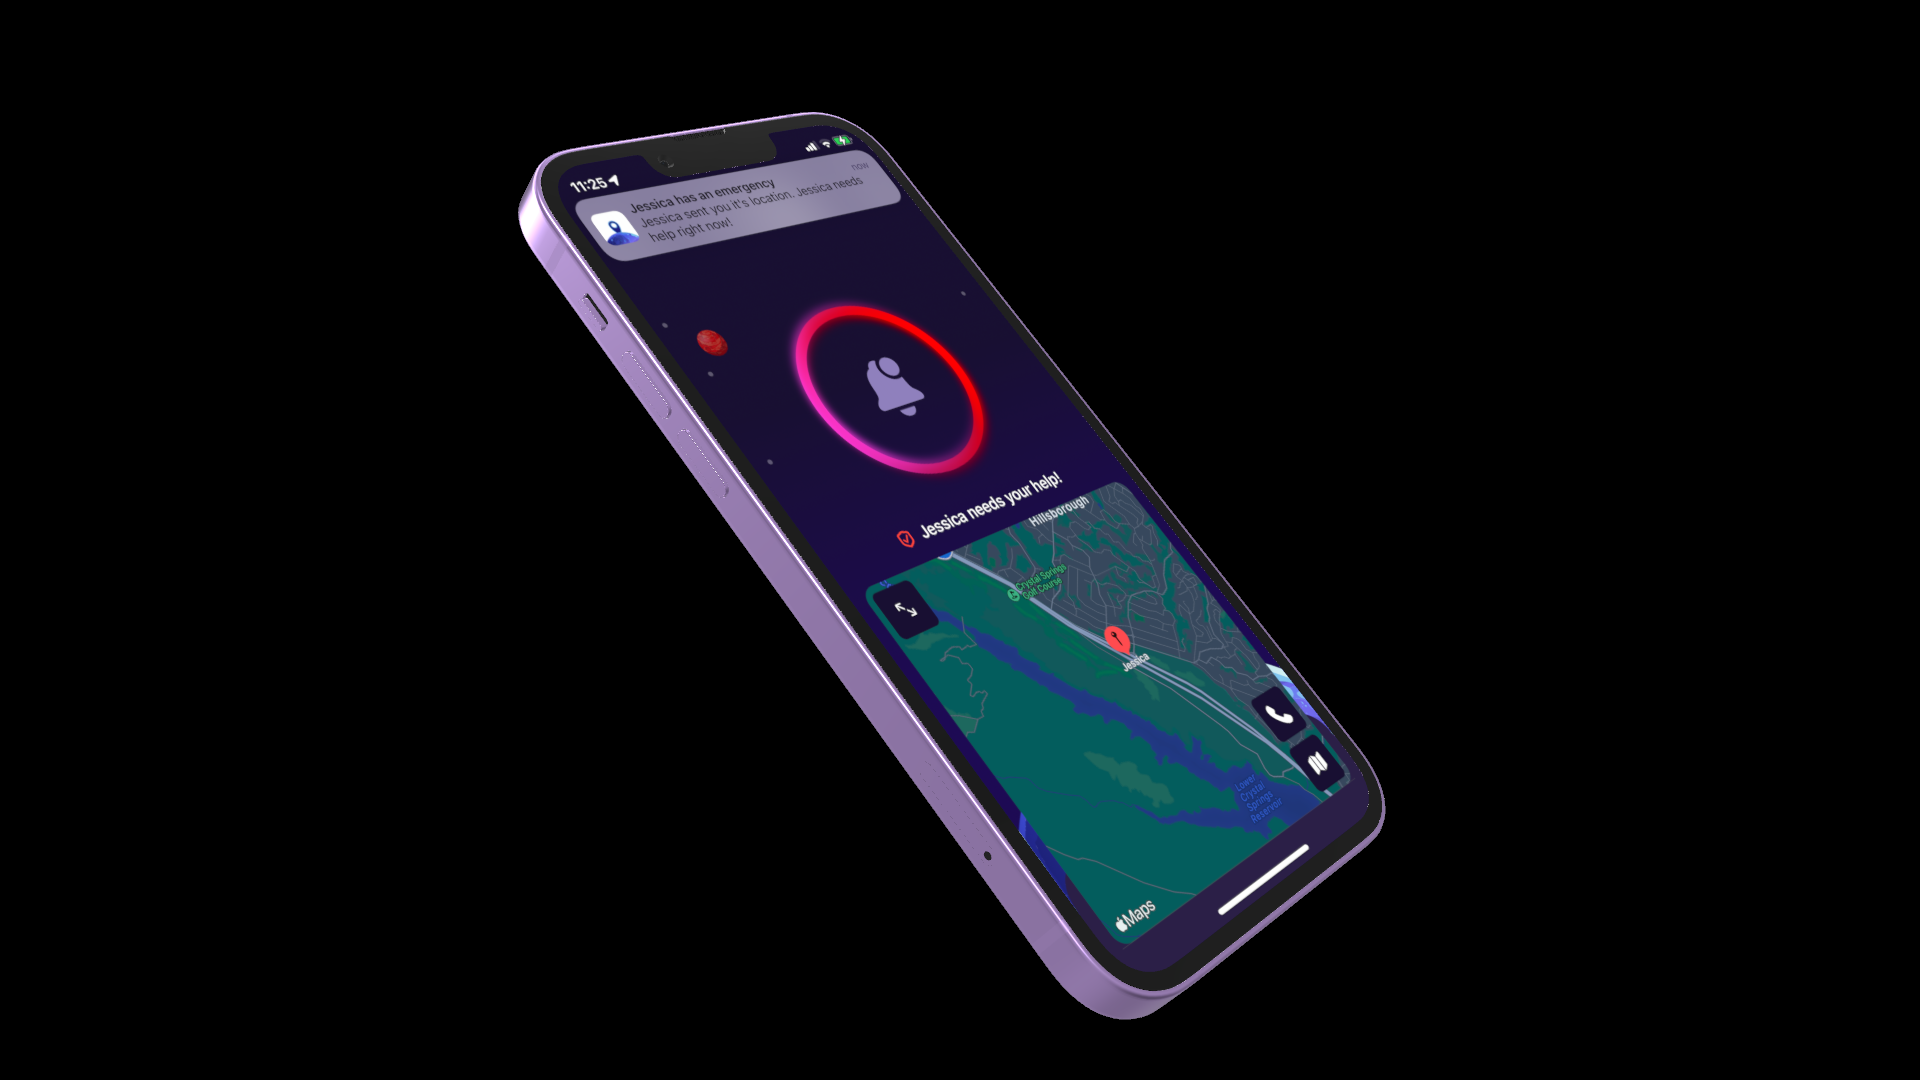 11:25
now
Jessica has an emergency
Jessica sent you it's location. Jessica needs
help right now!
Jessica needs your help!
Hillsborough
Crystal Springs
Golf Course
Jessica
Lower
Crystal
Springs
Reservoir
Maps